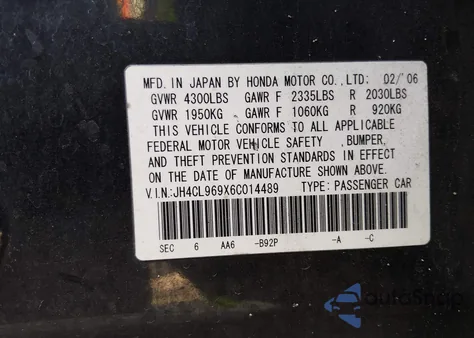 MFD. IN JAPAN BY HONDA MOTOR CO., LTD: 02/'06
GVWR 4300LBS GAWR F 2335LBS R 2030LBS
GVWR 1950KG GAWR F 1060KG R 920KG
THIS VEHICLE CONFORMS TO ALL APPLICABLE
FEDERAL MOTOR VEHICLE SAFETY ,BUMPER,
AND THEFT PREVENTION STANDARDS IN EFFECT
ON THE DATE OF MANUFACTURE SHOWN ABOVE.
V.I.N:JH4CL969X6C014489 TYPE: PASSENGER CAR
SEC 6 AA6 -B92P -A -C
autoSnap